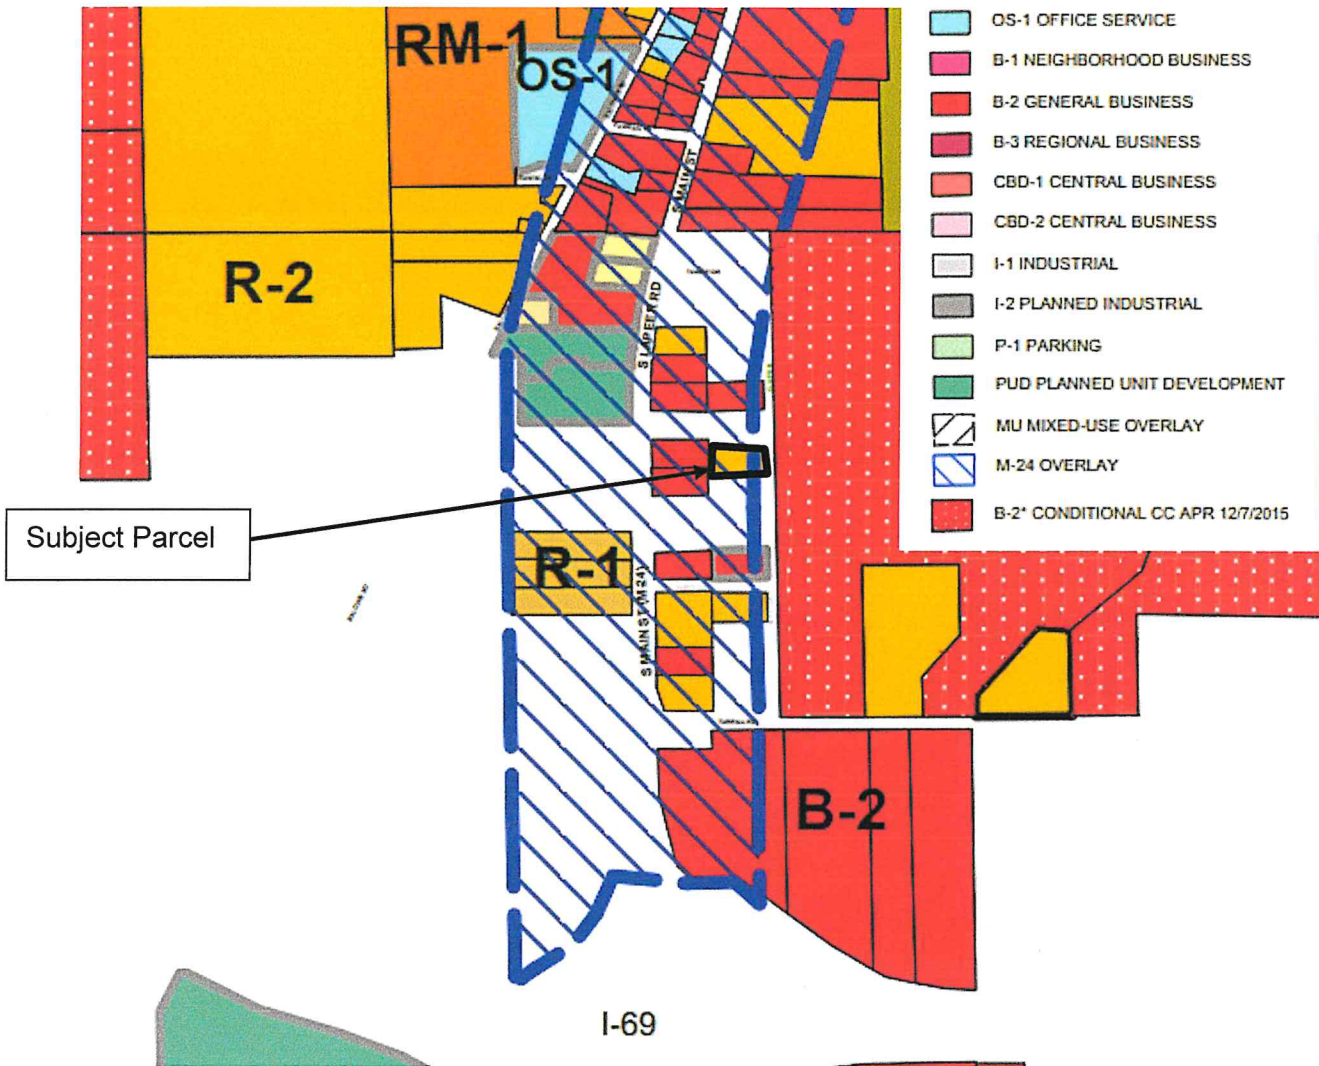 OS-1 OFFICE SERVICE
B-1 NEIGHBORHOOD BUSINESS
B-2 GENERAL BUSINESS
B-3 REGIONAL BUSINESS
CBD-1 CENTRAL BUSINESS
CBD-2 CENTRAL BUSINESS
I-1 INDUSTRIAL
I-2 PLANNED INDUSTRIAL
P-1 PARKING
PUD PLANNED UNIT DEVELOPMENT
MU MIXED-USE OVERLAY
M-24 OVERLAY
B-2* CONDITIONAL CC APR 12/7/2015
RM-1
OS-1
S MAIN ST
R-2
S LAPEER RD
Subject Parcel
R-1
S MAIN ST (M24)
B-2
I-69